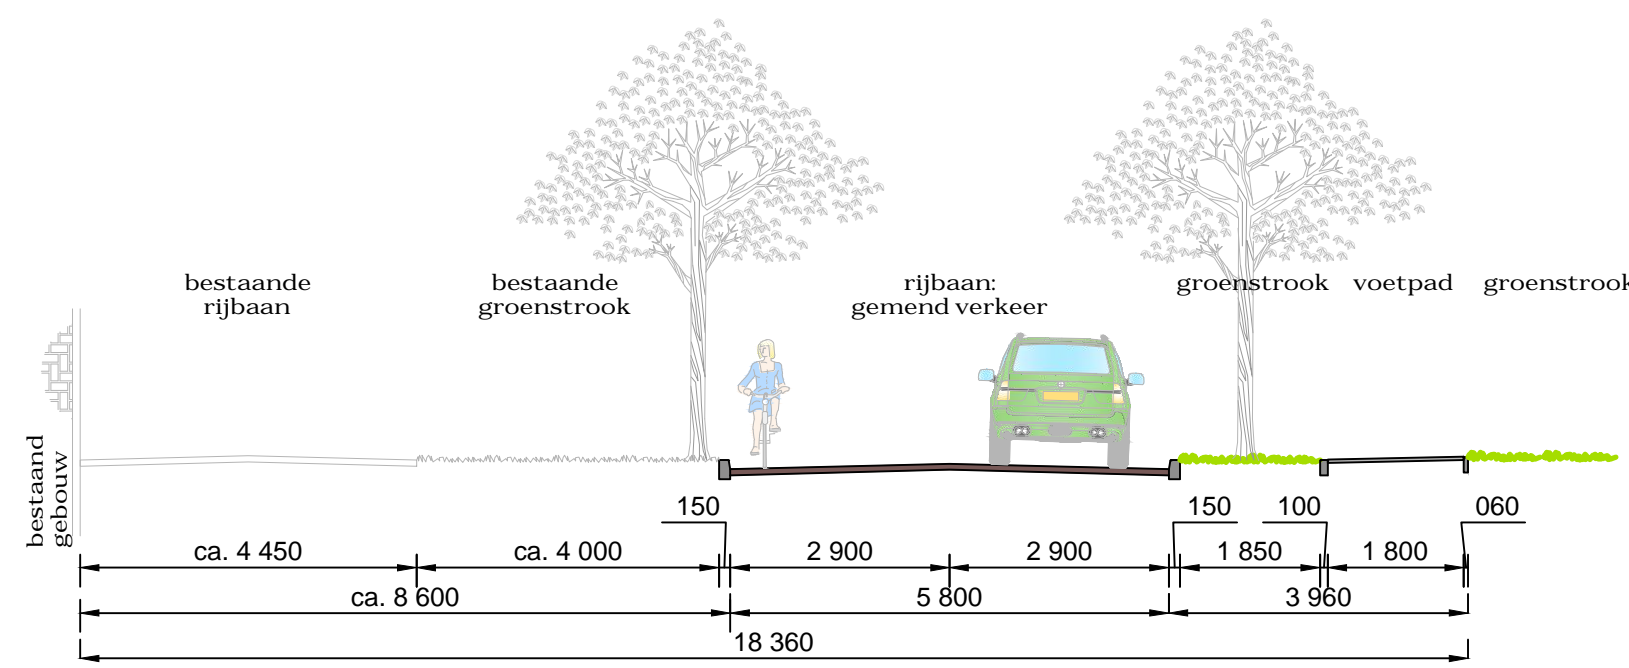 bestaande
rijbaan
bestaande
groenstrook
rijbaan:
gemend verkeer
groenstrook
voetpad
groenstrook
bestaand
gebouw
150
150
100
060
ca. 4 450
ca. 4 000
2 900
2 900
1 850
1 800
ca. 8 600
5 800
3 960
18 360